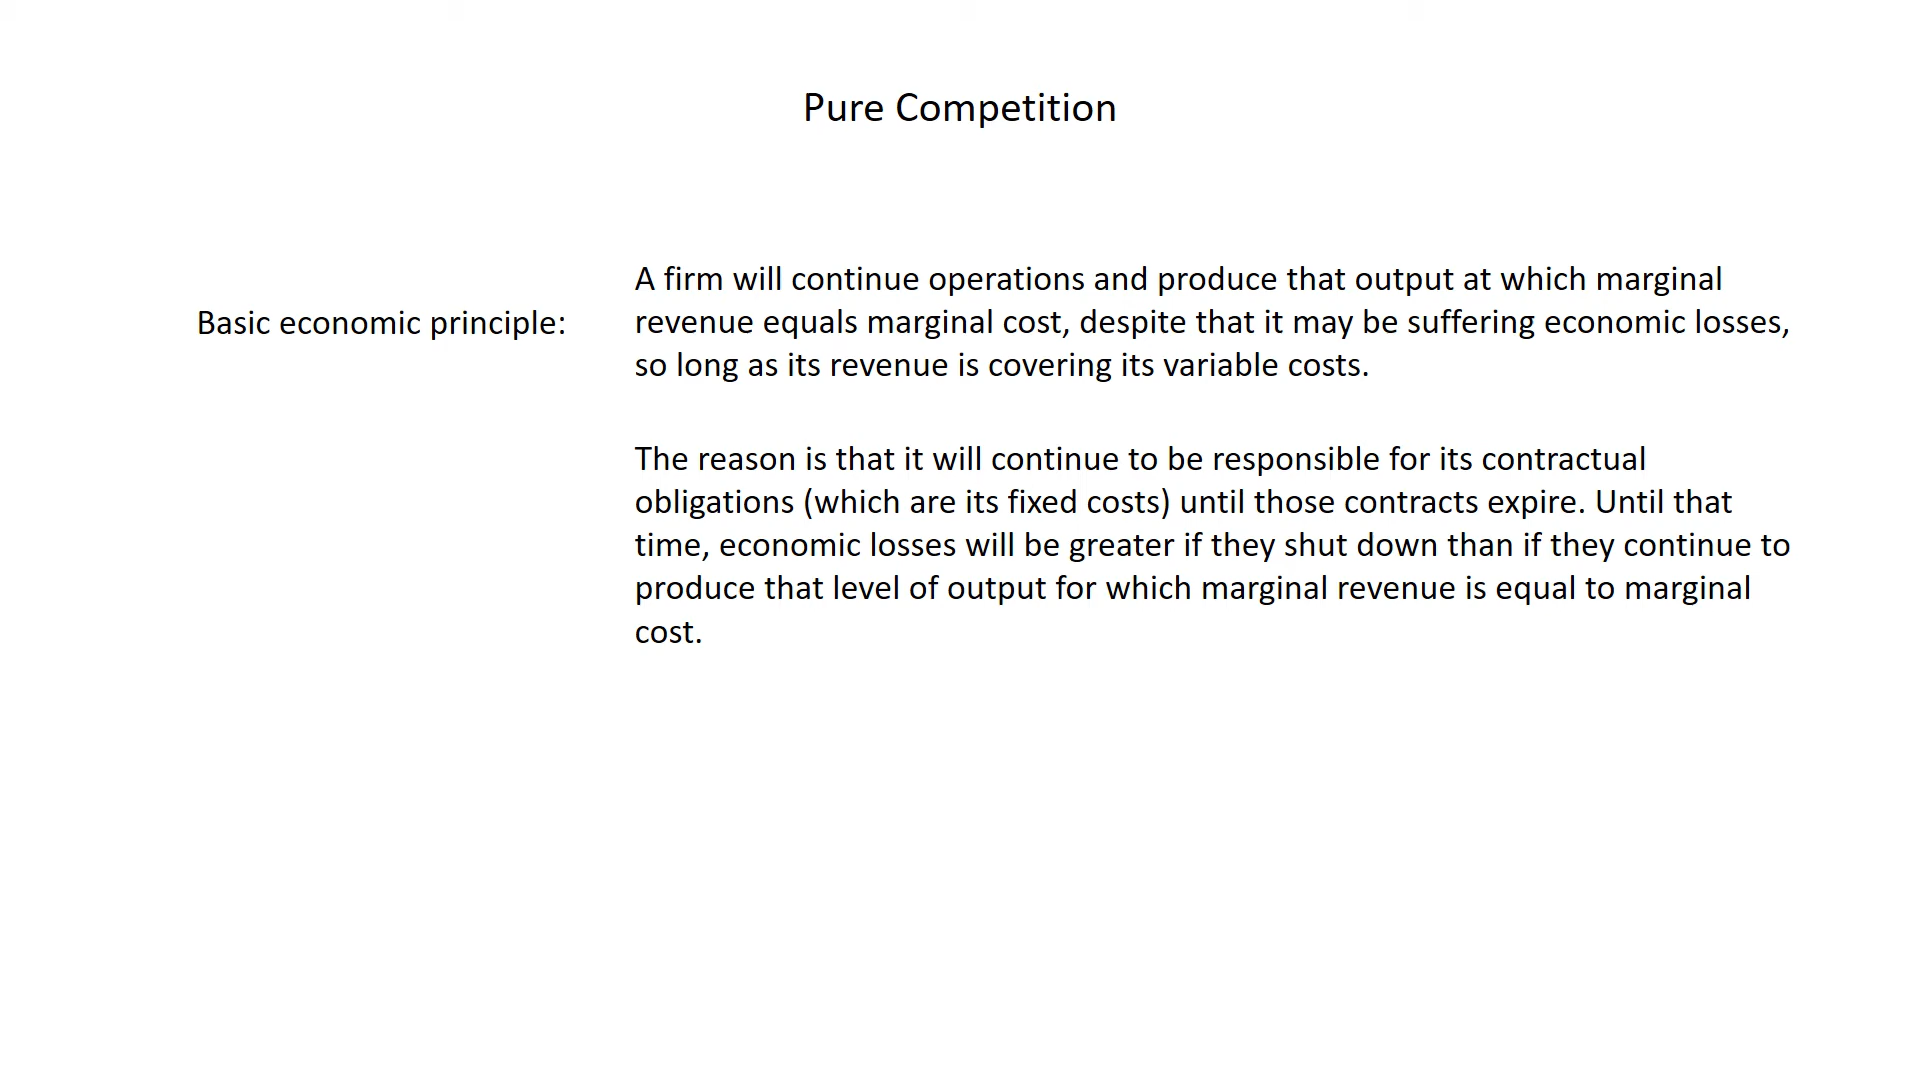 Pure Competition
Basic economic principle:
A firm will continue operations and produce that output at which marginal
revenue equals marginal cost, despite that it may be suffering economic losses,
so long as its revenue is covering its variable costs.
The reason is that it will continue to be responsible for its contractual
obligations (which are its fixed costs) until those contracts expire. Until that
time, economic losses will be greater if they shut down than if they continue to
produce that level of output for which marginal revenue is equal to marginal
cost.